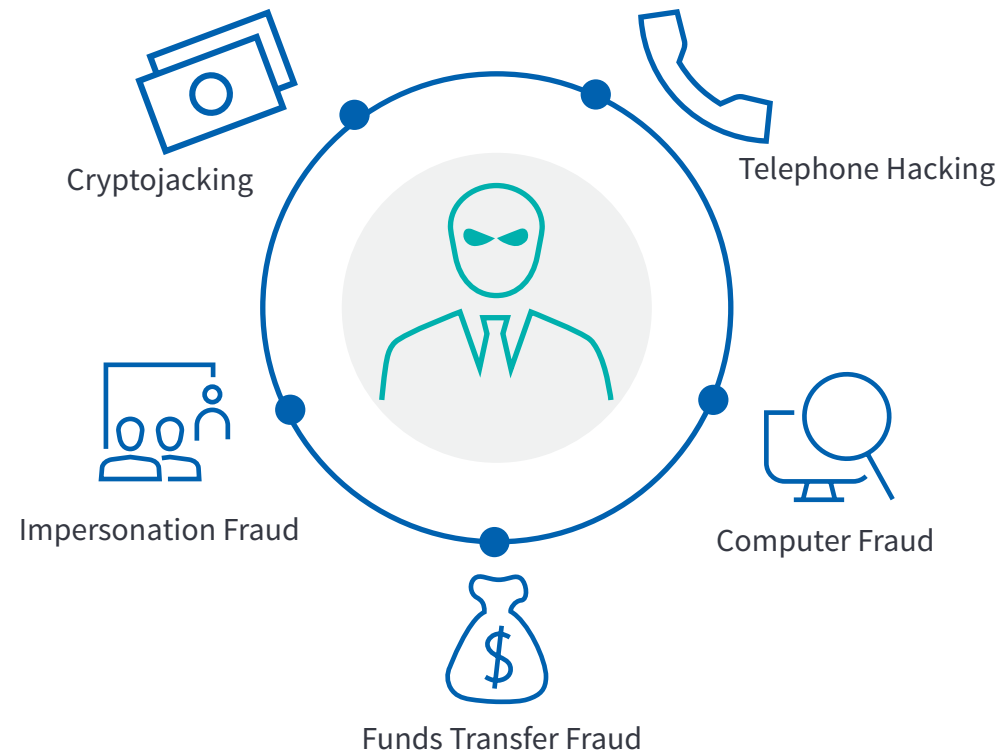 Cryptojacking
Telephone Hacking
Impersonation Fraud
Computer Fraud
$
Funds Transfer Fraud